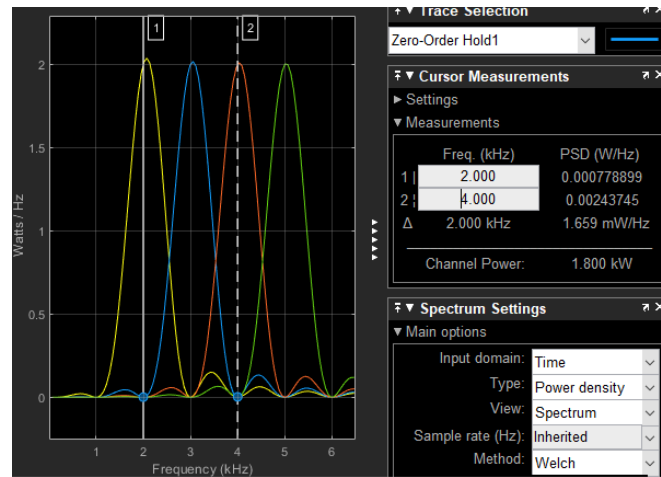 1
2
2
1.5
1
0.5
0
Watts / Hz
1
2
3
4
5
6
Frequency (kHz)
Trace Selection
Zero-Order Hold1
Cursor Measurements
Settings
Measurements
Freq. (kHz) PSD (W/Hz)
1 | 2.000 0.000778899
2 ¦ 4.000 0.00243745
Δ 2.000 kHz 1.659 mW/Hz
Channel Power: 1.800 kW
Spectrum Settings
Main options
Input domain: Time
Type: Power density
View: Spectrum
Sample rate (Hz): Inherited
Method: Welch